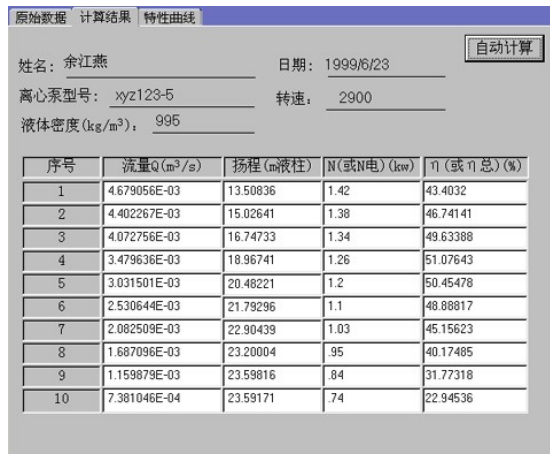 原始数据 计算结果 特性曲线
自动计算
姓名: 余江燕 日期: 1999/6/23
离心泵型号: xyz123-5 转速: 2900
液体密度(kg/m³): 995
序号 流量Q(m³/s) 扬程(m液柱) N(或N电)(kw) η(或η总)(%)
1 4.679056E-03 13.50836 1.42 43.4032
2 4.402267E-03 15.02641 1.38 46.74141
3 4.072756E-03 16.74733 1.34 49.63388
4 3.479636E-03 18.96741 1.26 51.07643
5 3.031501E-03 20.48221 1.2 50.45478
6 2.530644E-03 21.79296 1.1 48.88817
7 2.082509E-03 22.90439 1.03 45.15623
8 1.687096E-03 23.20004 .95 40.17485
9 1.159879E-03 23.59816 .84 31.77318
10 7.381046E-04 23.59171 .74 22.94536